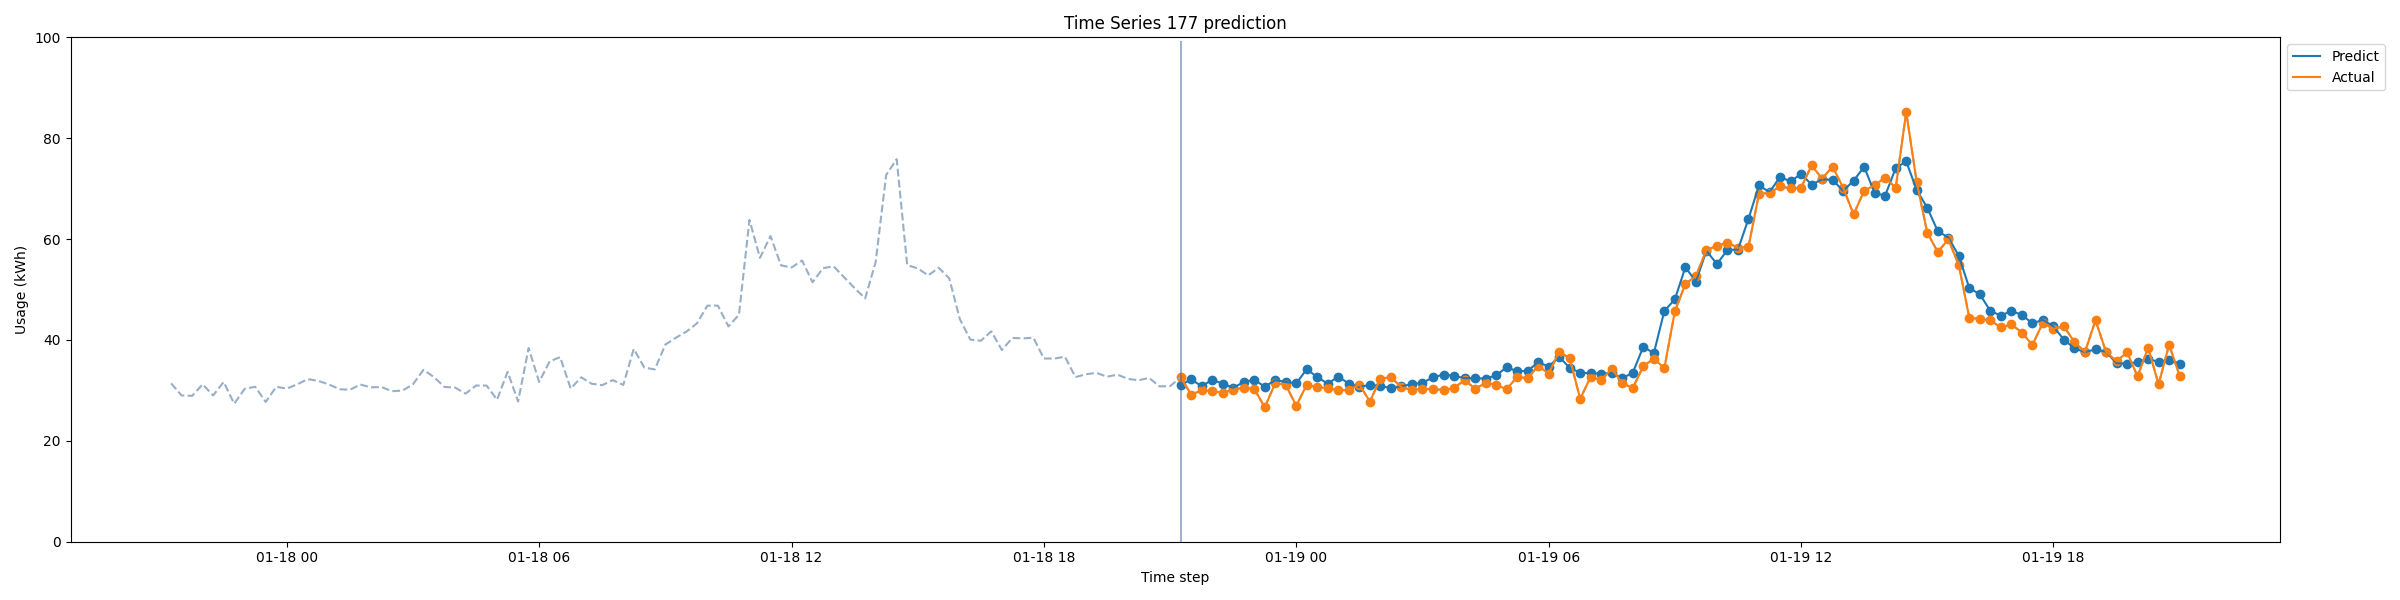 Time Series 177 prediction
100
80
60
40
20
0
Usage (kWh)
01-18 00
01-18 06
01-18 12
01-18 18
01-19 00
01-19 06
01-19 12
01-19 18
Time step
Predict
Actual